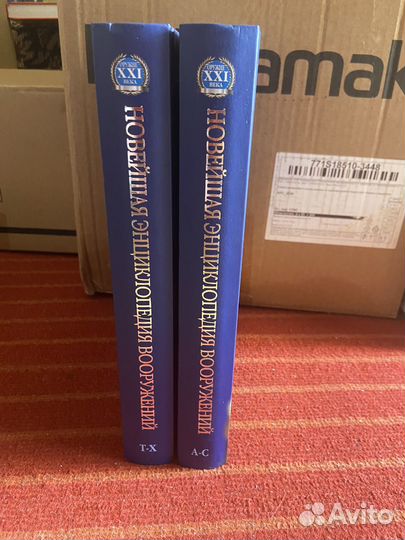 ОРУЖИЕ
XXI
ВЕКА
НОВЕЙШАЯ ЭНЦИКЛОПЕДИЯ ВООРУЖЕНИЙ
Т-Х
ОРУЖИЕ
XXI
ВЕКА
НОВЕЙШАЯ ЭНЦИКЛОПЕДИЯ ВООРУЖЕНИЙ
А-С
amak
771S18510-3448
Avito